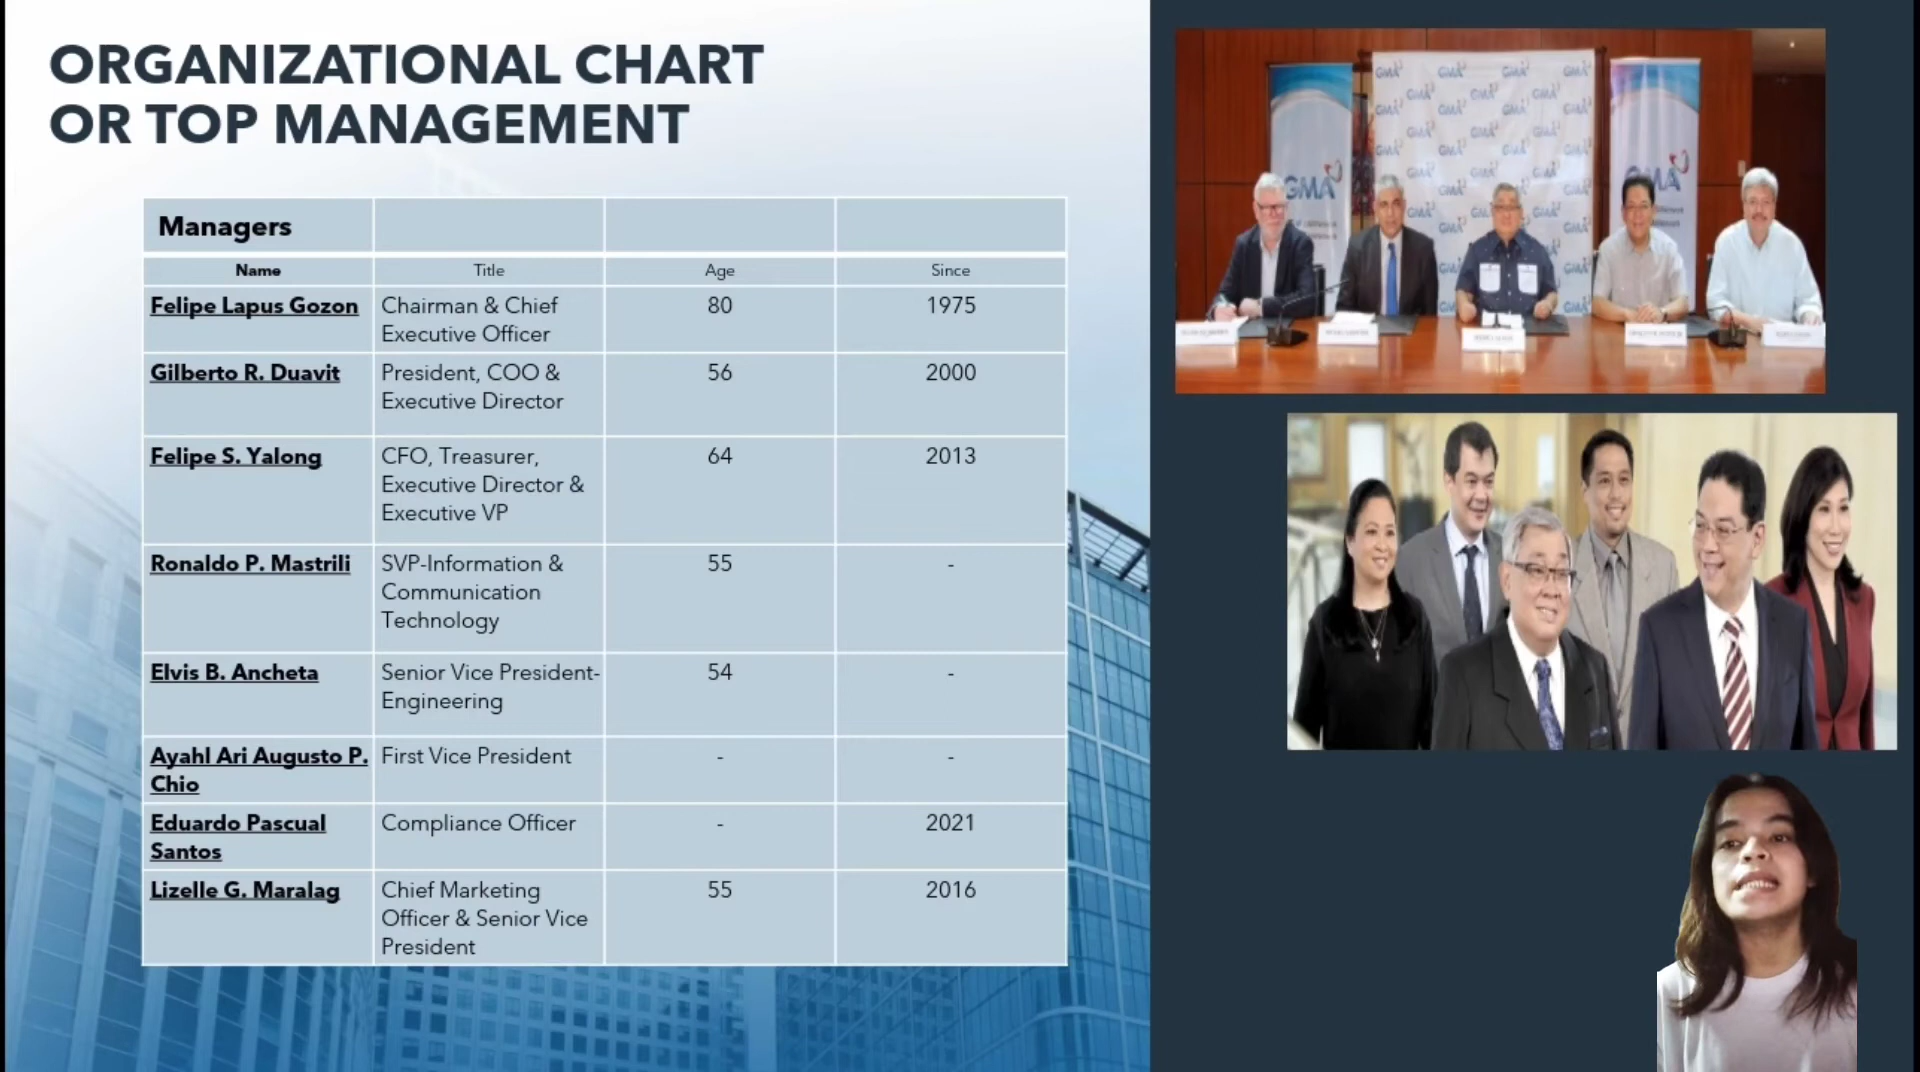 ORGANIZATIONAL CHART
OR TOP MANAGEMENT
Managers
Name Title Age Since
Felipe Lapus Gozon Chairman & Chief Executive Officer 80 1975
Gilberto R. Duavit President, COO & Executive Director 56 2000
Felipe S. Yalong CFO, Treasurer, Executive Director & Executive VP 64 2013
Ronaldo P. Mastrili SVP-Information & Communication Technology 55 -
Elvis B. Ancheta Senior Vice President-Engineering 54 -
Ayahl Ari Augusto P. Chio First Vice President - -
Eduardo Pascual Santos Compliance Officer - 2021
Lizelle G. Maralag Chief Marketing Officer & Senior Vice President 55 2016
GMA
GMA